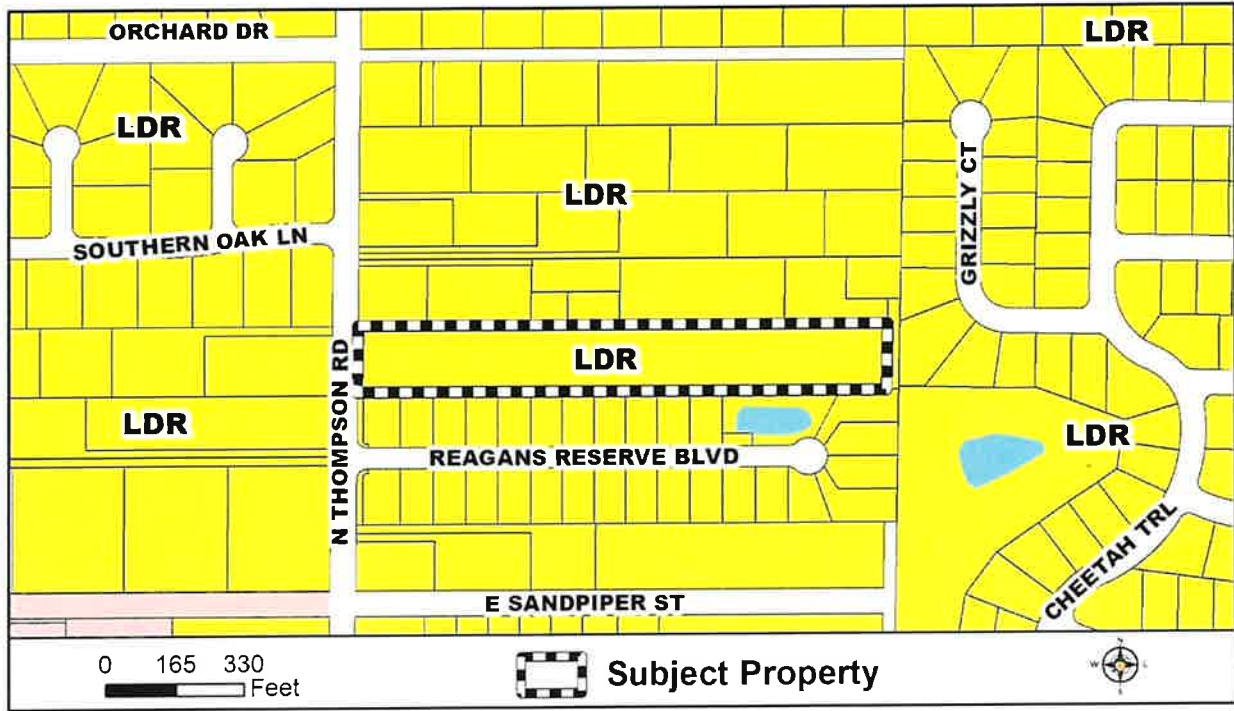 ORCHARD DR
LDR
LDR
LDR
GRIZZLY CT
SOUTHERN OAK LN
N THOMPSON RD
LDR
LDR
LDR
REAGANS RESERVE BLVD
CHEETAH TRL
E SANDPIPER ST
0 165 330
Feet
Subject Property
N
W
S